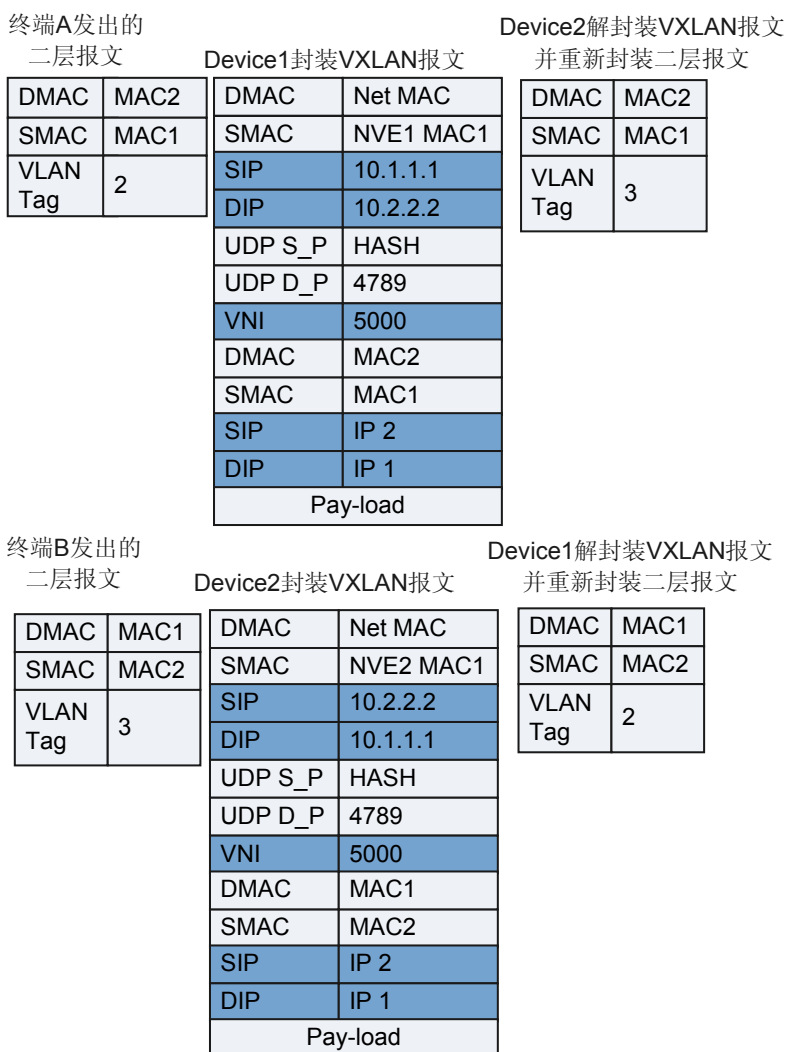 终端A发出的
二层报文
DMAC MAC2
SMAC MAC1
VLAN
Tag
2
Device1封装VXLAN报文
DMAC Net MAC
SMAC NVE1 MAC1
SIP 10.1.1.1
DIP 10.2.2.2
UDP S_P HASH
UDP D_P 4789
VNI 5000
DMAC MAC2
SMAC MAC1
SIP IP 2
DIP IP 1
Pay-load
Device2解封装VXLAN报文
并重新封装二层报文
DMAC MAC2
SMAC MAC1
VLAN
Tag
3
终端B发出的
二层报文
DMAC MAC1
SMAC MAC2
VLAN
Tag
3
Device2封装VXLAN报文
DMAC Net MAC
SMAC NVE2 MAC1
SIP 10.2.2.2
DIP 10.1.1.1
UDP S_P HASH
UDP D_P 4789
VNI 5000
DMAC MAC1
SMAC MAC2
SIP IP 2
DIP IP 1
Pay-load
Device1解封装VXLAN报文
并重新封装二层报文
DMAC MAC1
SMAC MAC2
VLAN
Tag
2